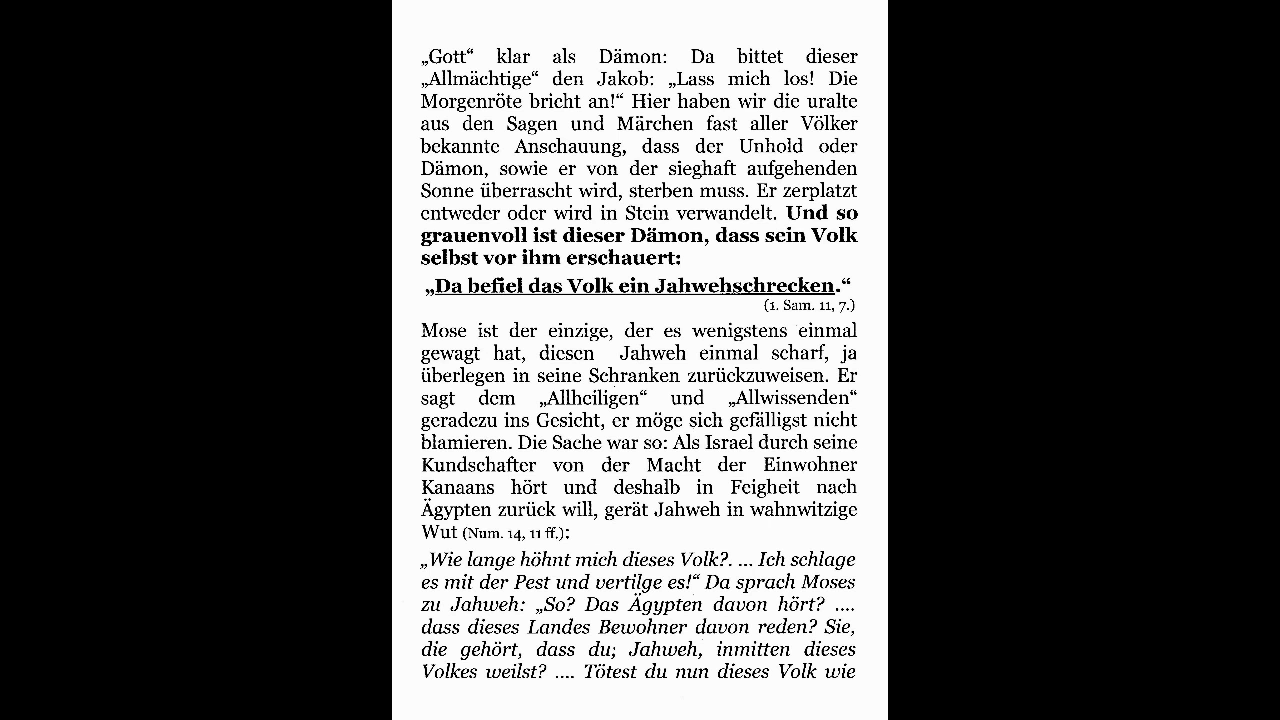 „Gott“ klar als Dämon: Da bittet dieser
„Allmächtige“ den Jakob: „Lass mich los! Die
Morgenröte bricht an!“ Hier haben wir die uralte
aus den Sagen und Märchen fast aller Völker
bekannte Anschauung, dass der Unhold oder
Dämon, sowie er von der sieghaft aufgehenden
Sonne überrascht wird, sterben muss. Er zerplatzt
entweder oder wird in Stein verwandelt. Und so
grauenvoll ist dieser Dämon, dass sein Volk
selbst vor ihm erschauert:
„Da befiel das Volk ein Jahwehschrecken.“
(1. Sam. 11, 7.)
Mose ist der einzige, der es wenigstens einmal
gewagt hat, diesen Jahweh einmal scharf, ja
überlegen in seine Schranken zurückzuweisen. Er
sagt dem „Allheiligen“ und „Allwissenden“
geradezu ins Gesicht, er möge sich gefälligst nicht
blamieren. Die Sache war so: Als Israel durch seine
Kundschafter von der Macht der Einwohner
Kanaans hört und deshalb in Feigheit nach
Ägypten zurück will, gerät Jahweh in wahnwitzige
Wut (Num. 14, 11 ff.):
„Wie lange höhnt mich dieses Volk?. ... Ich schlage
es mit der Pest und vertilge es!“ Da sprach Moses
zu Jahweh: „So? Das Ägypten davon hört? ....
dass dieses Landes Bewohner davon reden? Sie,
die gehört, dass du; Jahweh, inmitten dieses
Volkes weilst? .... Tötest du nun dieses Volk wie